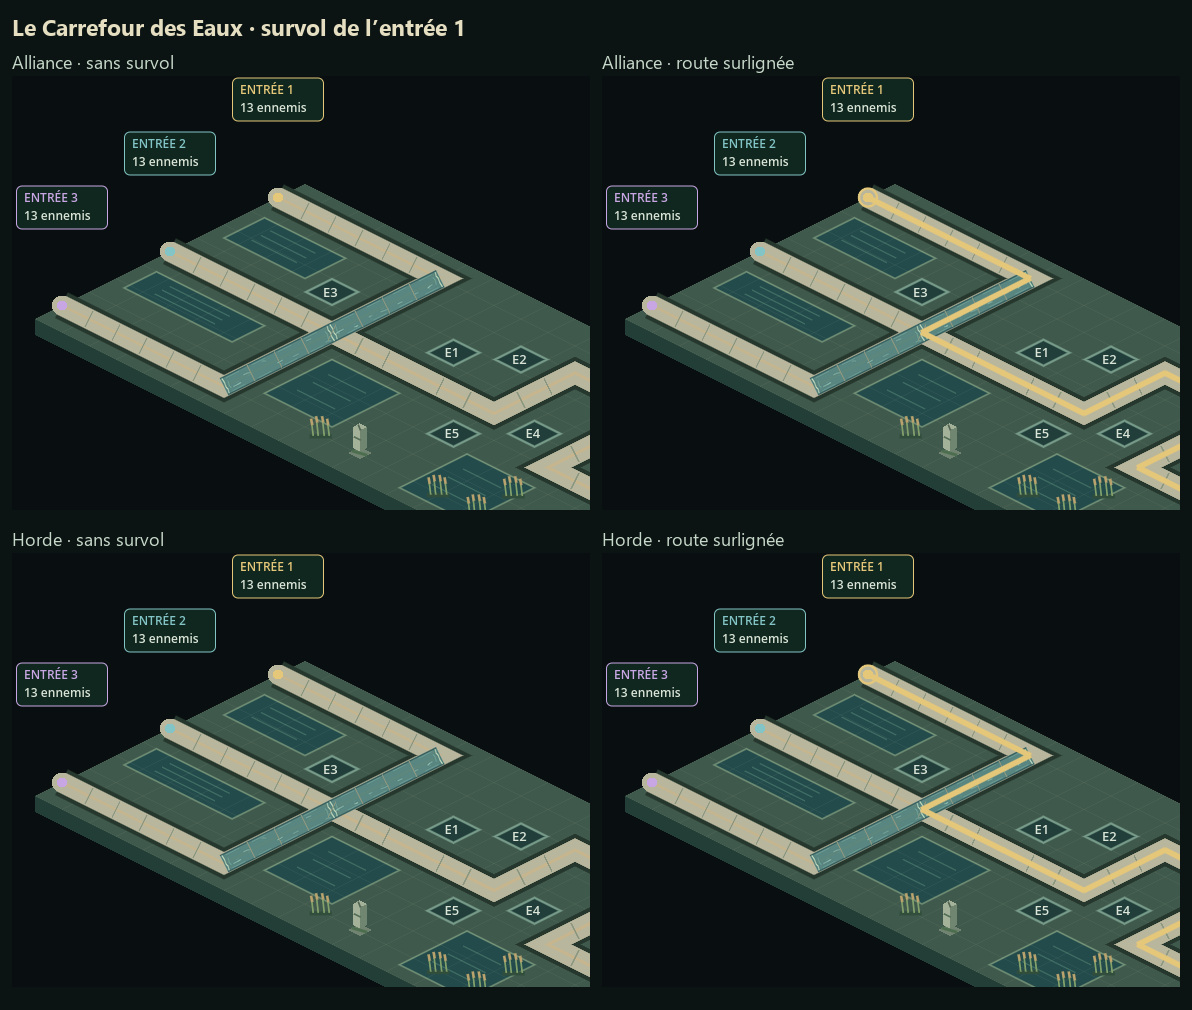 Le Carrefour des Eaux · survol de l’entrée 1
Alliance · sans survol
ENTRÉE 1
13 ennemis
ENTRÉE 2
13 ennemis
ENTRÉE 3
13 ennemis
E3
E1
E2
E5
E4
Alliance · route surlignée
ENTRÉE 1
13 ennemis
ENTRÉE 2
13 ennemis
ENTRÉE 3
13 ennemis
E3
E1
E2
E5
E4
Horde · sans survol
ENTRÉE 1
13 ennemis
ENTRÉE 2
13 ennemis
ENTRÉE 3
13 ennemis
E3
E1
E2
E5
E4
Horde · route surlignée
ENTRÉE 1
13 ennemis
ENTRÉE 2
13 ennemis
ENTRÉE 3
13 ennemis
E3
E1
E2
E5
E4